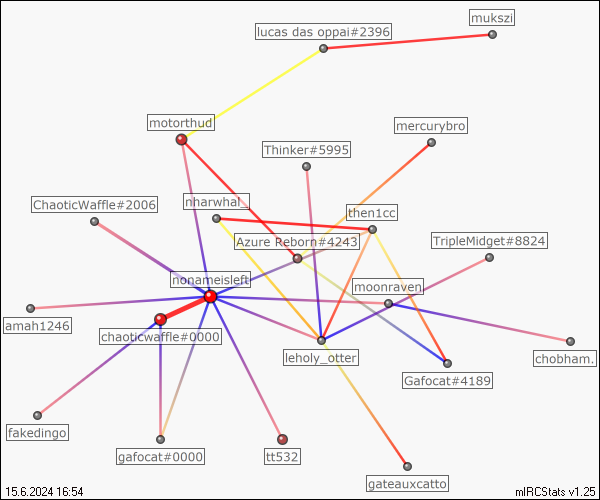 mukszi
lucas das oppai#2396
motorthud
mercurybro
Thinker#5995
ChaoticWaffle#2006
nharwhal_
then1cc
Azure Reborn#4243
TripleMidget#8824
nonameisleft
moonraven
amah1246
chaoticwaffle#0000
leholy_otter
chobham.
Gafocat#4189
fakedingo
gafocat#0000
tt532
gateauxcatto
15.6.2024 16:54
mIRCStats v1.25